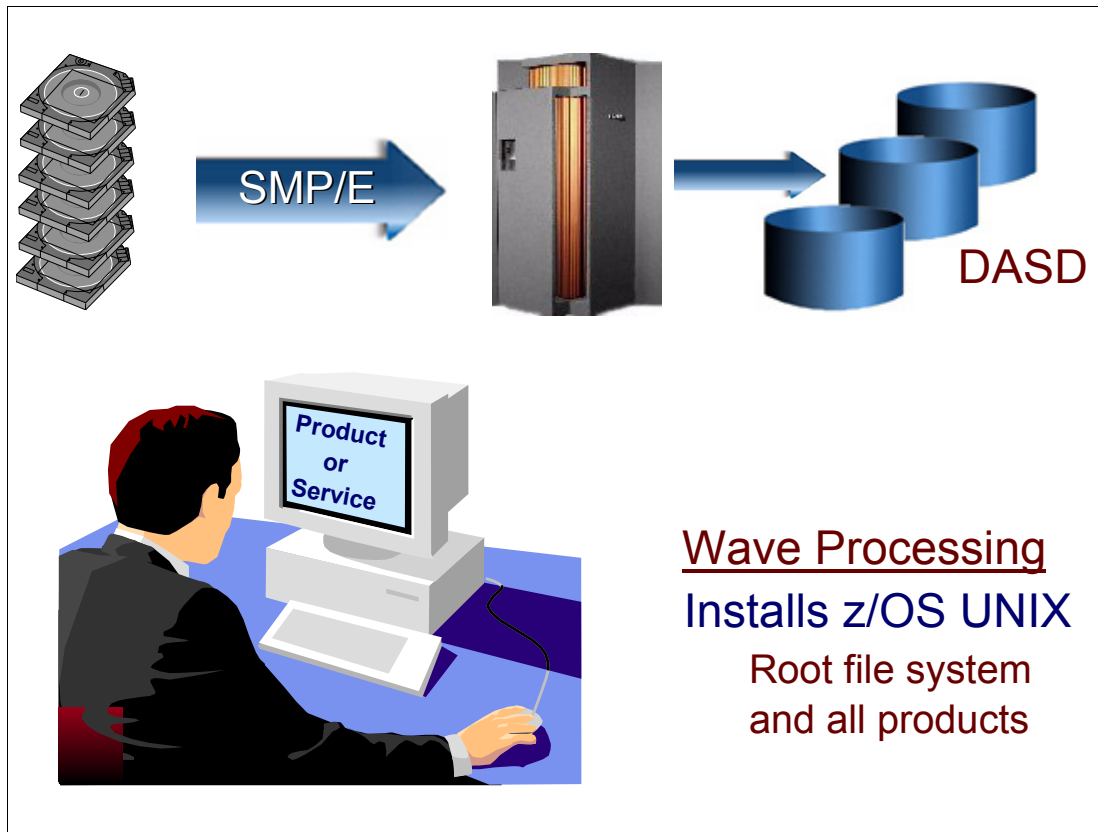 SMP/E
DASD
Product
or
Service
Wave Processing
Installs z/OS UNIX
Root file system
and all products